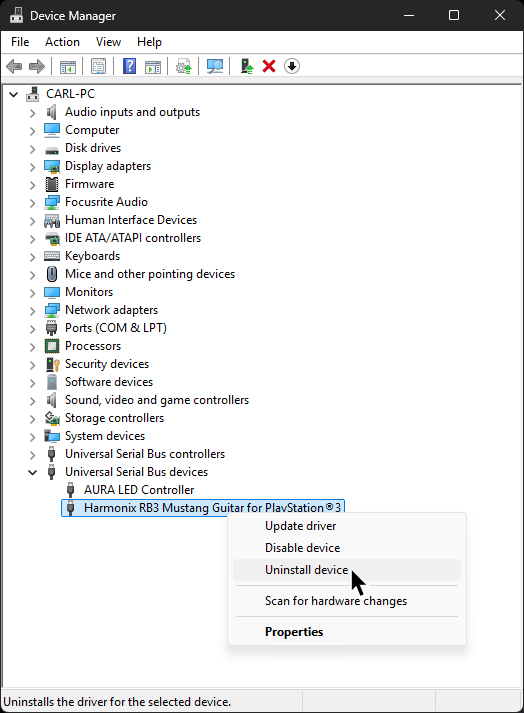 Device Manager
File Action View Help
CARL-PC
Audio inputs and outputs
Computer
Disk drives
Display adapters
Firmware
Focusrite Audio
Human Interface Devices
IDE ATA/ATAPI controllers
Keyboards
Mice and other pointing devices
Monitors
Network adapters
Ports (COM & LPT)
Processors
Security devices
Software devices
Sound, video and game controllers
Storage controllers
System devices
Universal Serial Bus controllers
Universal Serial Bus devices
AURA LED Controller
Harmonix RB3 Mustang Guitar for PlayStation®3
Update driver
Disable device
Uninstall device
Scan for hardware changes
Properties
Uninstalls the driver for the selected device.